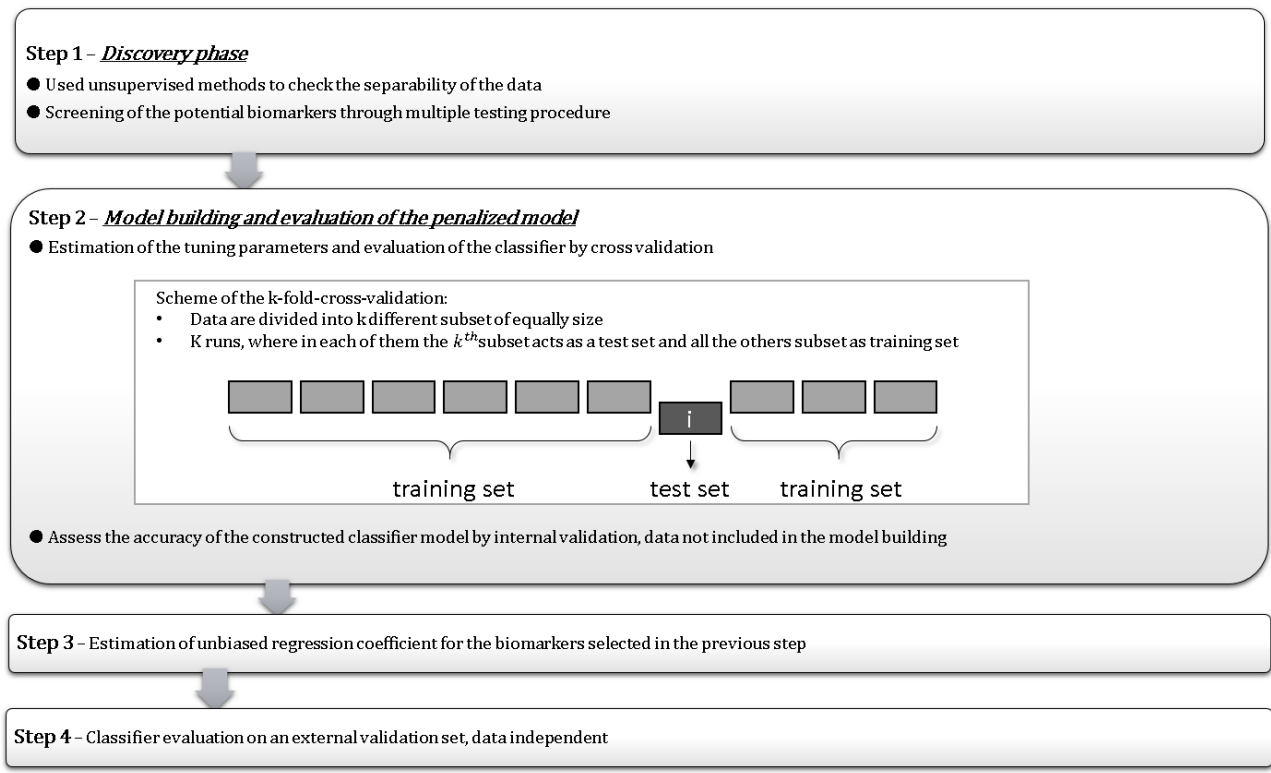 Step 1 – Discovery phase
● Used unsupervised methods to check the separability of the data
● Screening of the potential biomarkers through multiple testing procedure
Step 2 – Model building and evaluation of the penalized model
● Estimation of the tuning parameters and evaluation of the classifier by cross validation
Scheme of the k-fold-cross-validation:
• Data are divided into k different subset of equally size
• K runs, where in each of them the k^th subset acts as a test set and all the others subset as training set
i
training set test set training set
● Assess the accuracy of the constructed classifier model by internal validation, data not included in the model building
Step 3 – Estimation of unbiased regression coefficient for the biomarkers selected in the previous step
Step 4 – Classifier evaluation on an external validation set, data independent